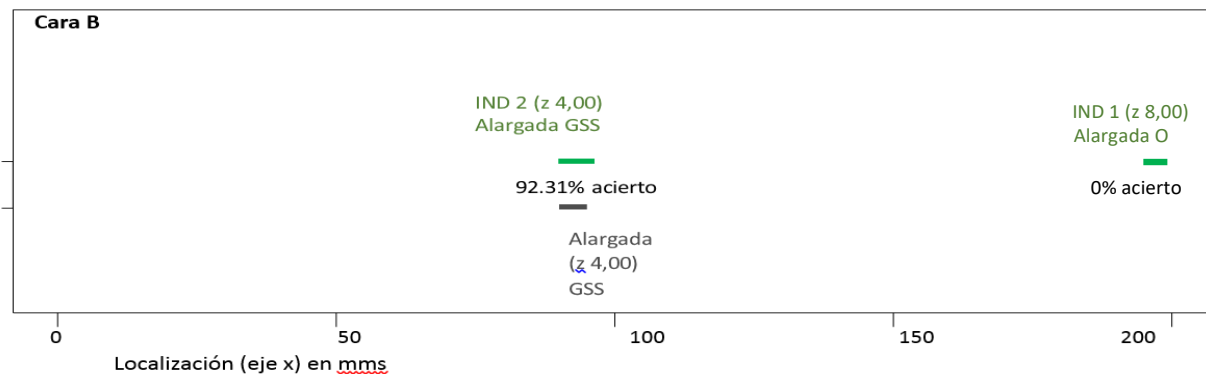 Cara B
IND 2 (z 4,00)
Alargada GSS
IND 1 (z 8,00)
Alargada O
92.31% acierto
0% acierto
Alargada
(z 4,00)
GSS
0 50 100 150 200
Localización (eje x) en mms